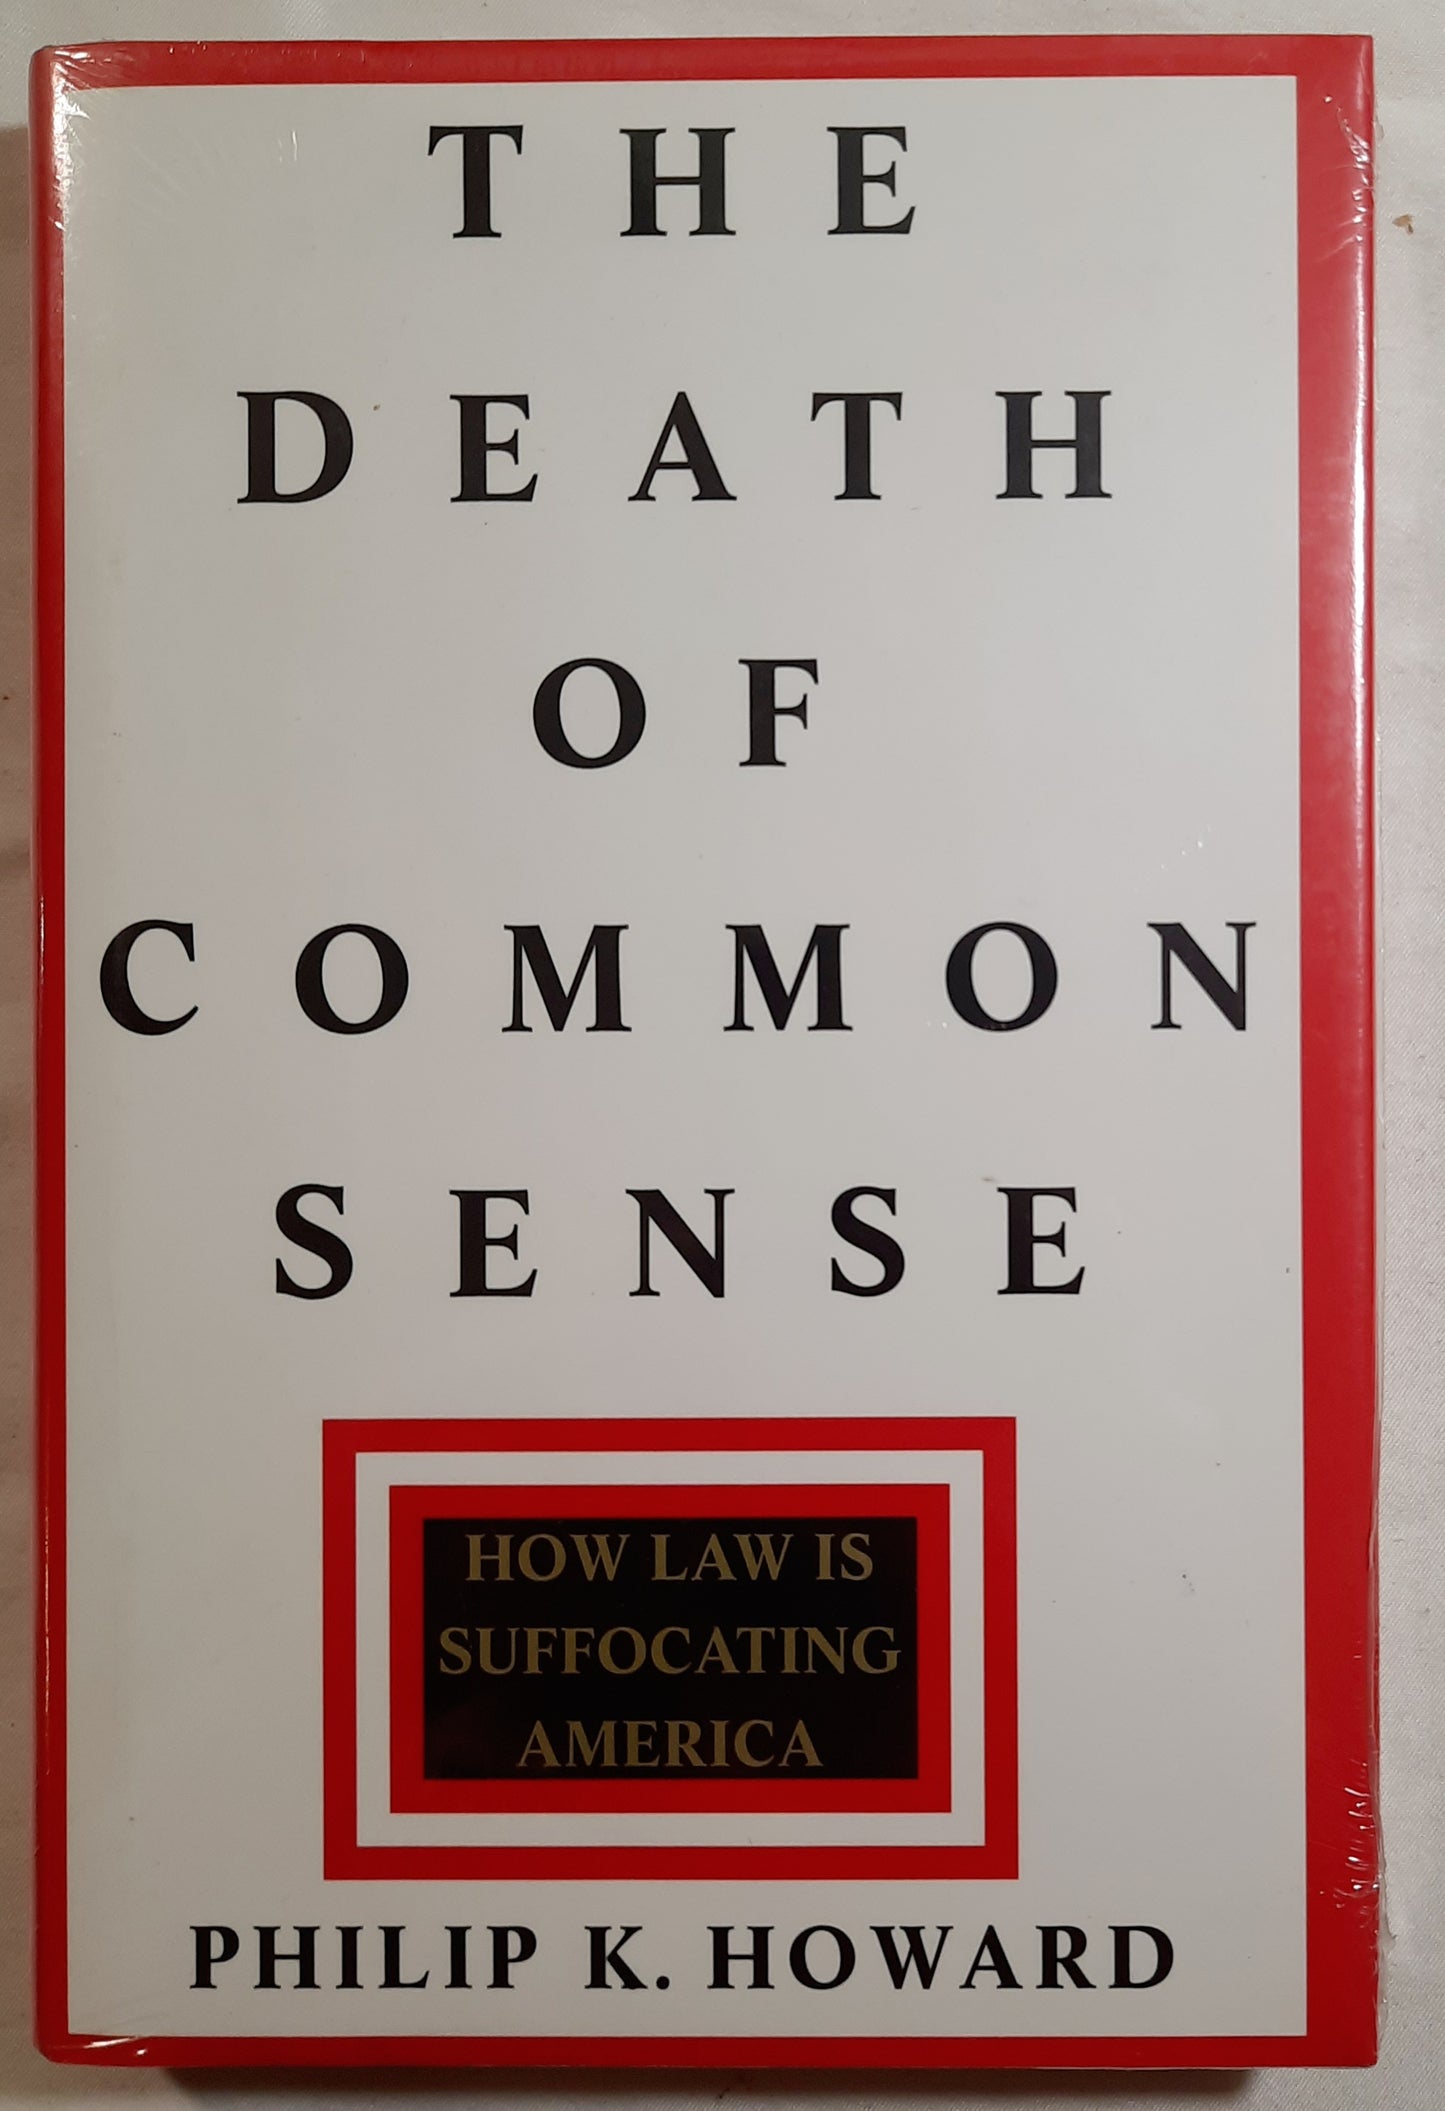 THE
DEATH
OF
COMMON
SENSE
HOW LAW IS
SUFFOCATING
AMERICA
PHILIP K. HOWARD